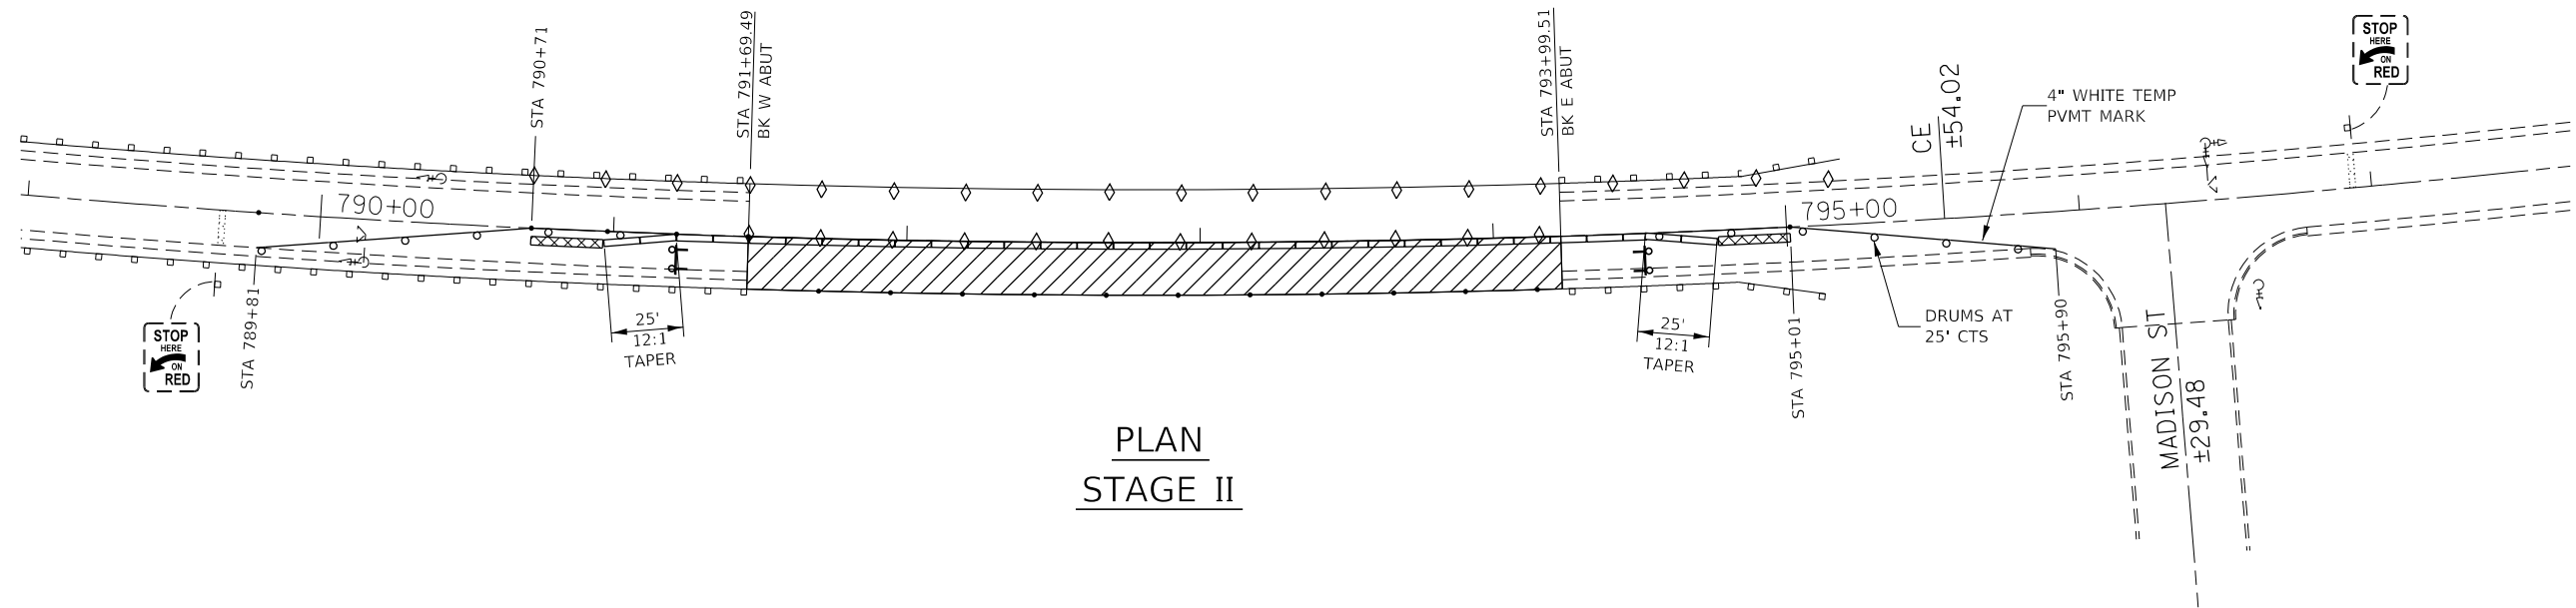 STOP
HERE
ON
RED
STA 790+71
STA 791+69.49
BK W ABUT
STA 793+99.51
BK E ABUT
CE
±54.02
4" WHITE TEMP
PVMT MARK
790+00
795+00
STOP
HERE
ON
RED
STA 789+81
25'
12:1
TAPER
25'
12:1
TAPER
STA 795+01
DRUMS AT
25' CTS
STA 795+90
MADISON ST
±29.48
PLAN
STAGE II